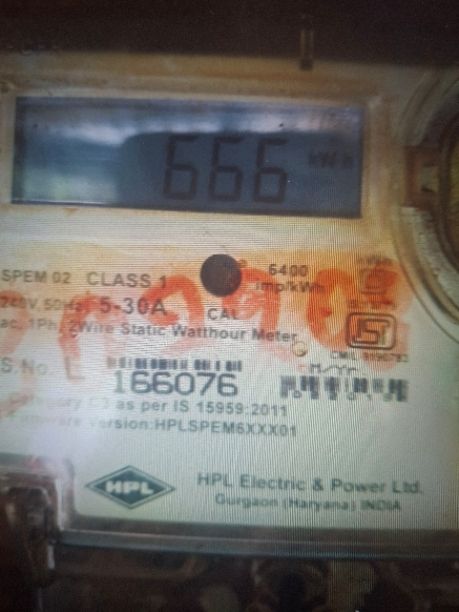 666 kWh
6400
SPEM 02 CLASS 1 imp/kWh
240V, 50Hz, 5-30A CAL
ac, 1Ph, 2Wire Static Watthour Meter
ISI
S.No. 166076 M/Yr.
Category C3 as per IS 15959:2011
version:HPLSPEM6XXX01
HPL HPL Electric & Power Ltd.
Gurgaon (Haryana) INDIA